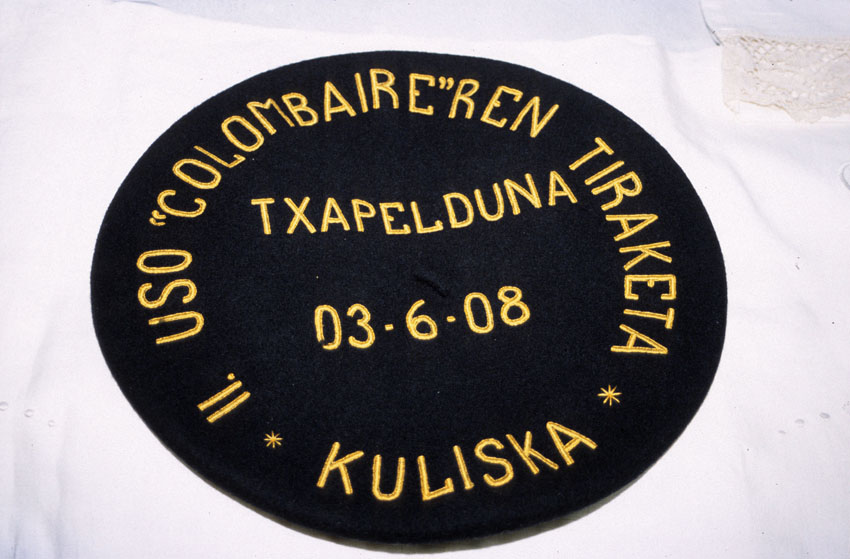 II. USO "COLOMBAIRE"REN TIRAKETA
TXAPELDUNA
03-6-08
* KULISKA *